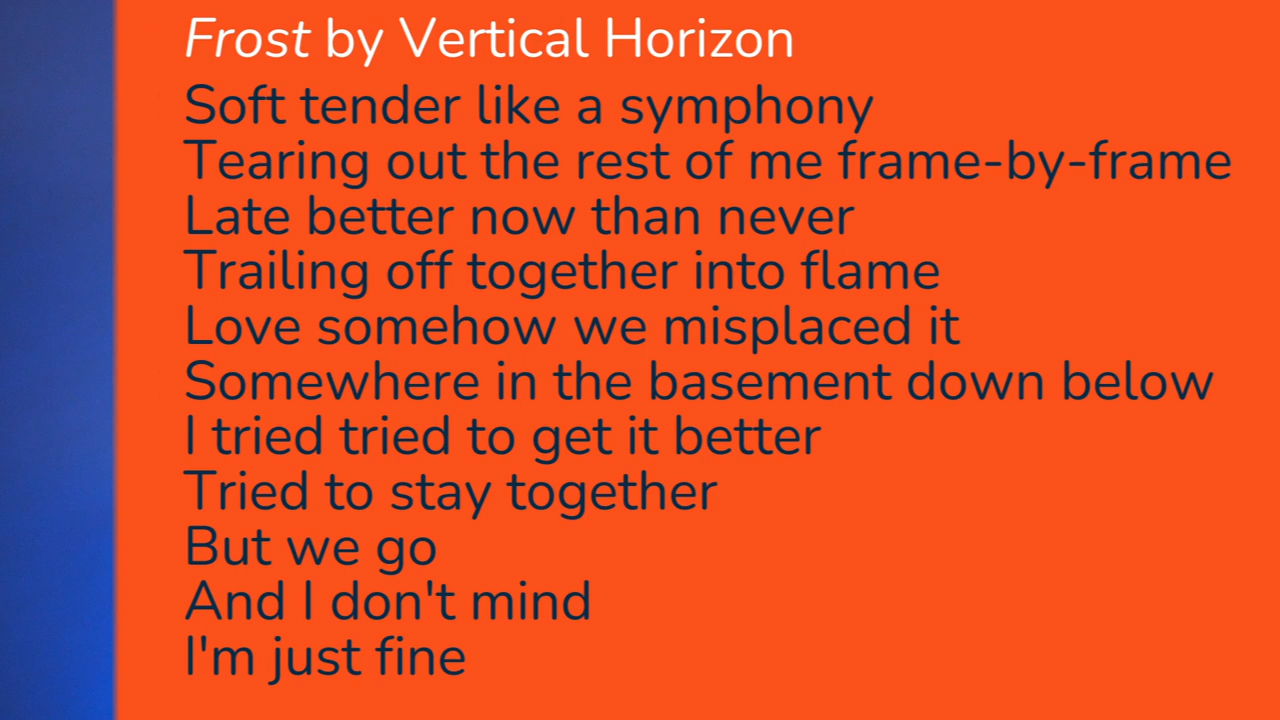 Frost by Vertical Horizon
Soft tender like a symphony
Tearing out the rest of me frame-by-frame
Late better now than never
Trailing off together into flame
Love somehow we misplaced it
Somewhere in the basement down below
I tried tried to get it better
Tried to stay together
But we go
And I don't mind
I'm just fine